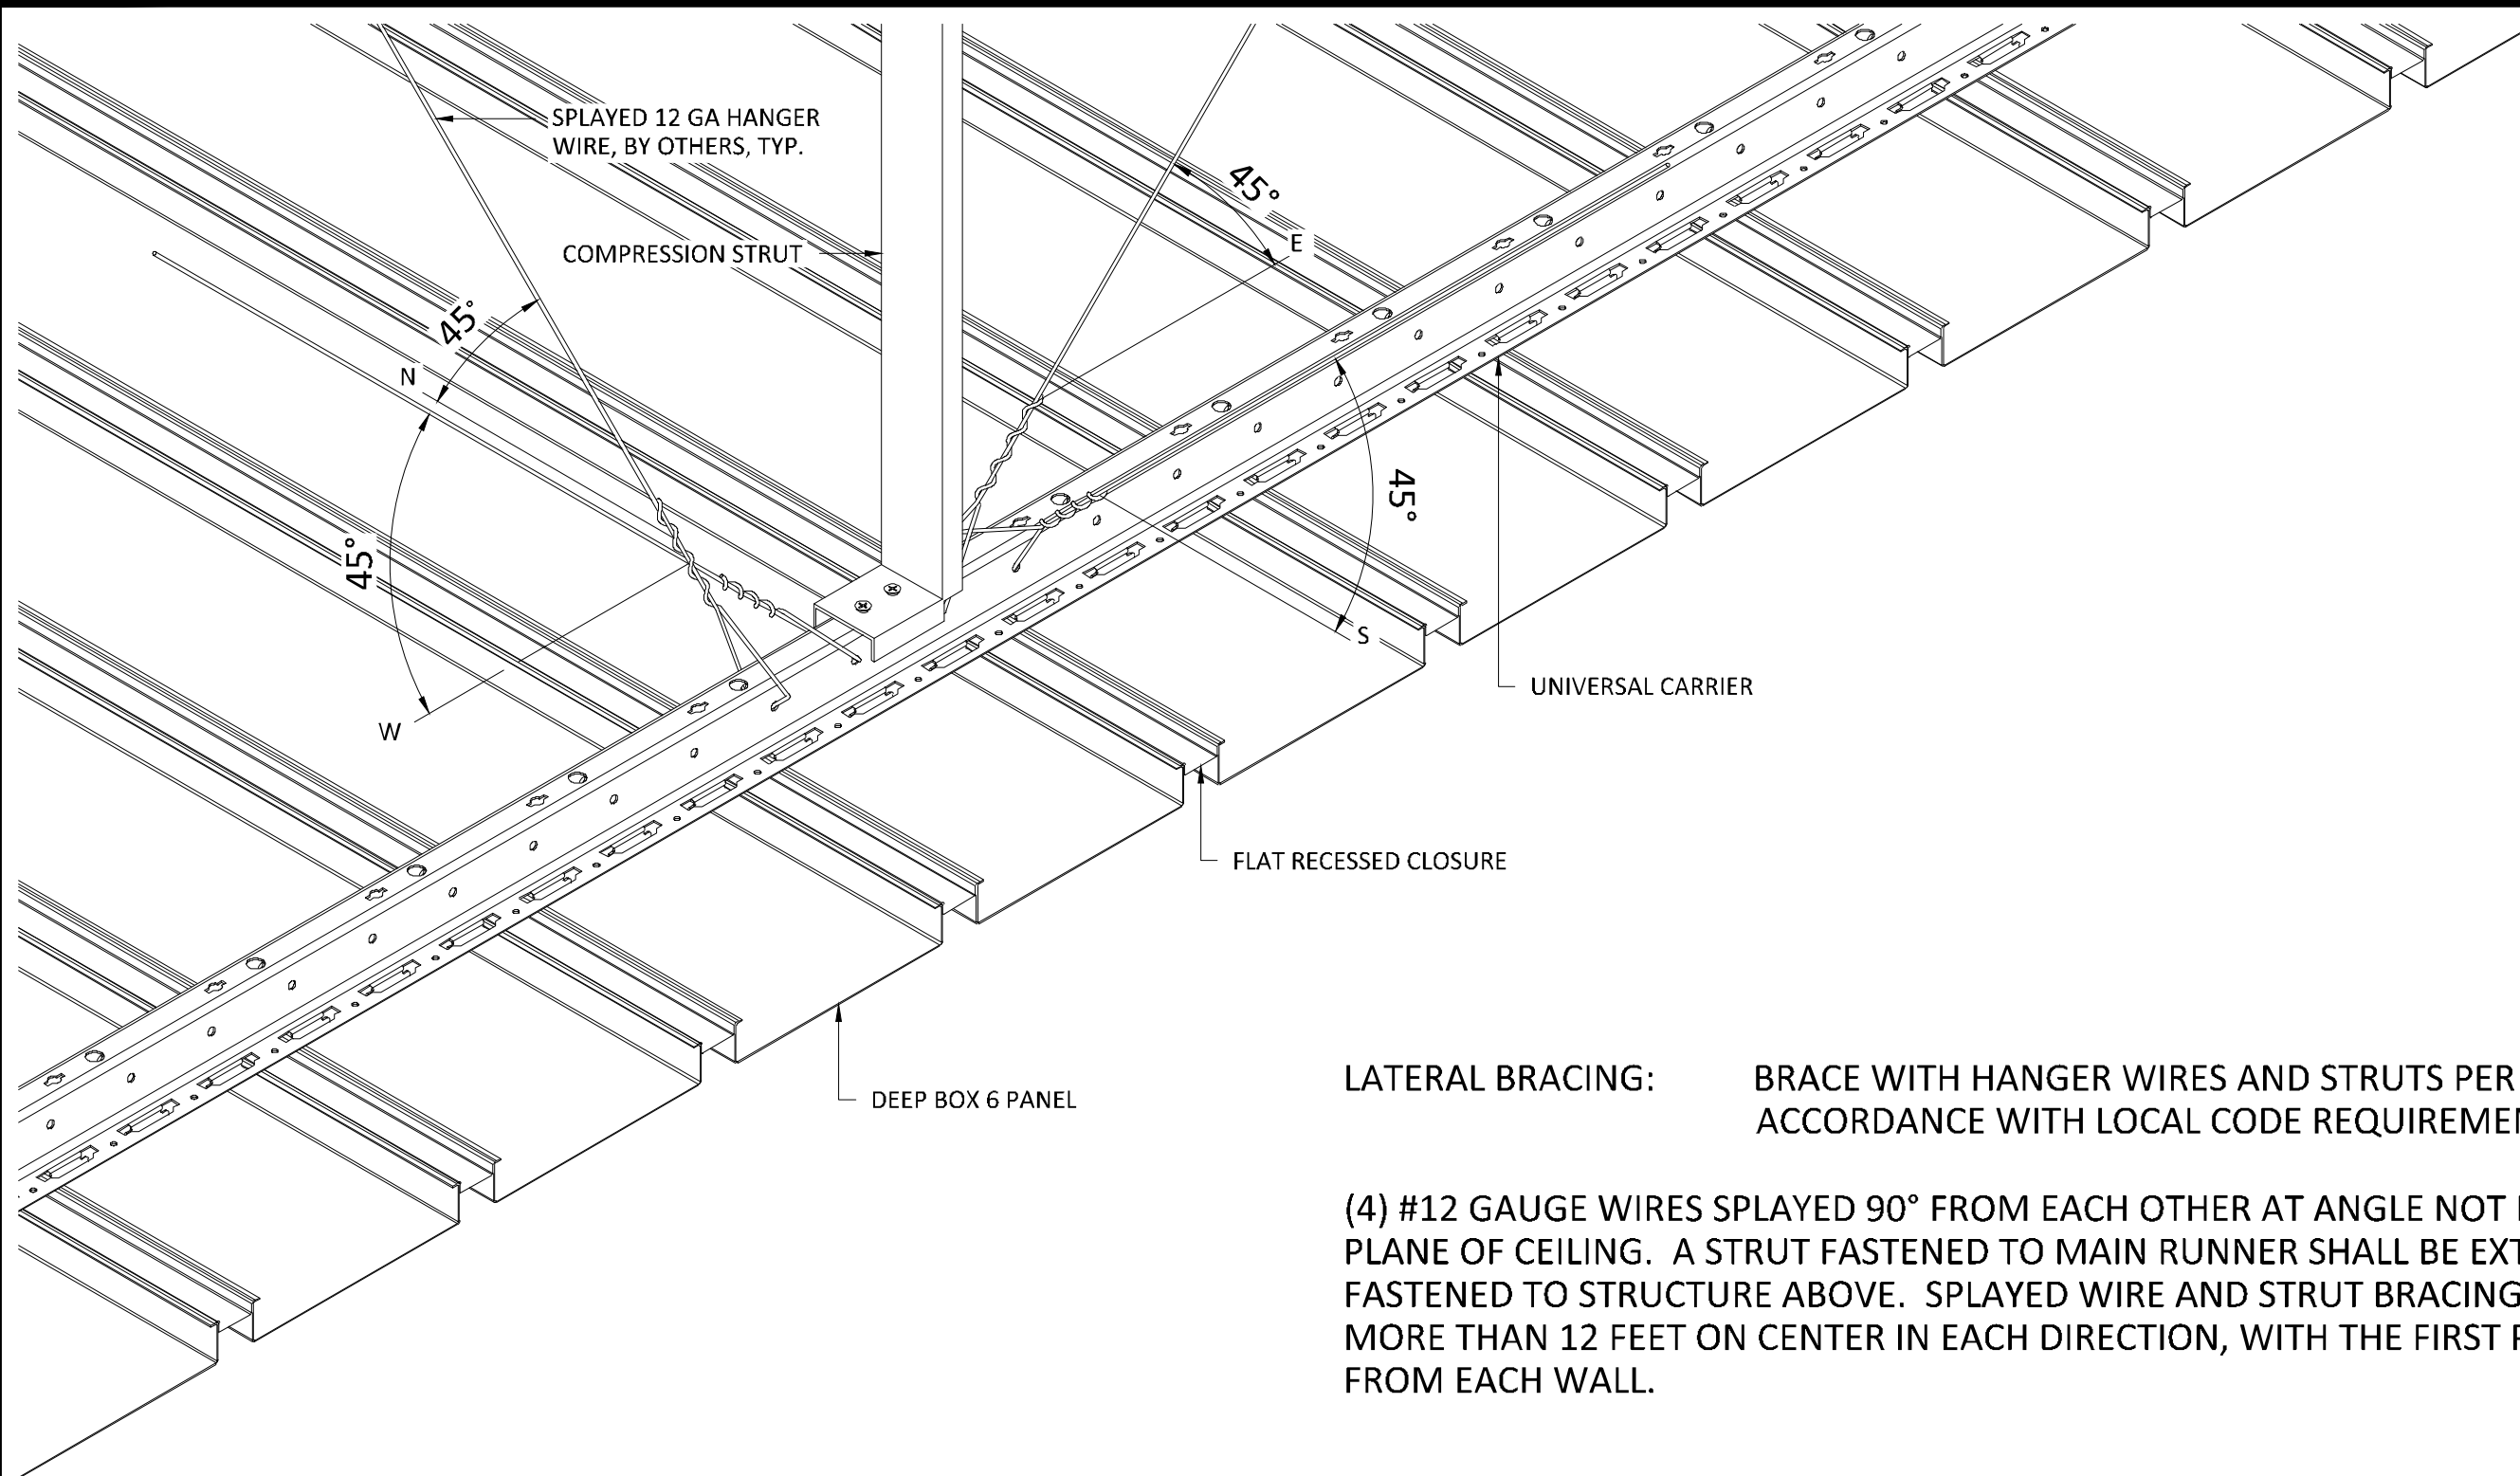 SPLAYED 12 GA HANGER
WIRE, BY OTHERS, TYP.
45°
E
COMPRESSION STRUT
45°
N
45°
45°
S
W
UNIVERSAL CARRIER
FLAT RECESSED CLOSURE
DEEP BOX 6 PANEL
LATERAL BRACING: BRACE WITH HANGER WIRES AND STRUTS PER
ACCORDANCE WITH LOCAL CODE REQUIREMEN
(4) #12 GAUGE WIRES SPLAYED 90° FROM EACH OTHER AT ANGLE NOT
PLANE OF CEILING. A STRUT FASTENED TO MAIN RUNNER SHALL BE EXT
FASTENED TO STRUCTURE ABOVE. SPLAYED WIRE AND STRUT BRACING
MORE THAN 12 FEET ON CENTER IN EACH DIRECTION, WITH THE FIRST
FROM EACH WALL.